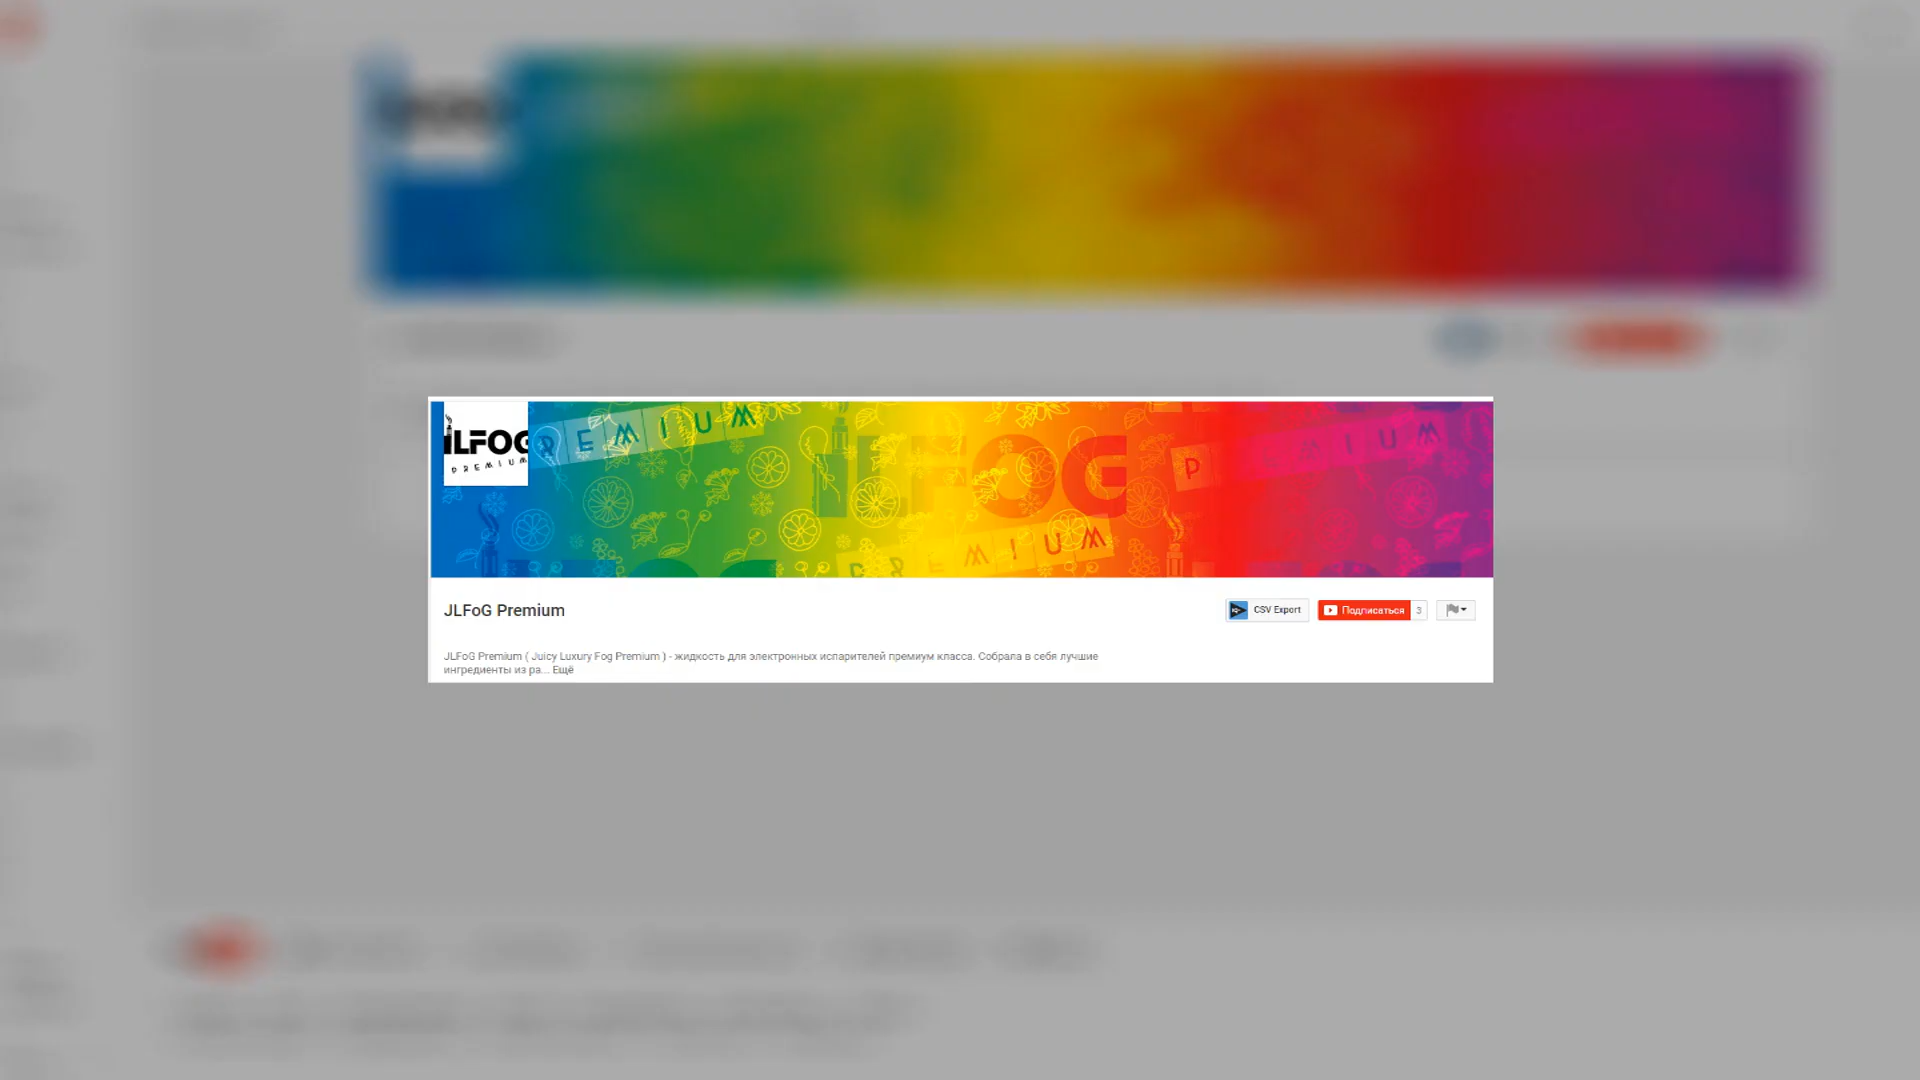 PREMIUM
JLFOG
PREMIUM
JLFOG
PREMIUM
PREMIUM
JLFoG Premium
CSV Export
Подписаться 3
JLFoG Premium ( Juicy Luxury Fog Premium ) - жидкость для электронных испарителей премиум класса. Собрала в себя лучшие
ингредиенты из ра... Ещё